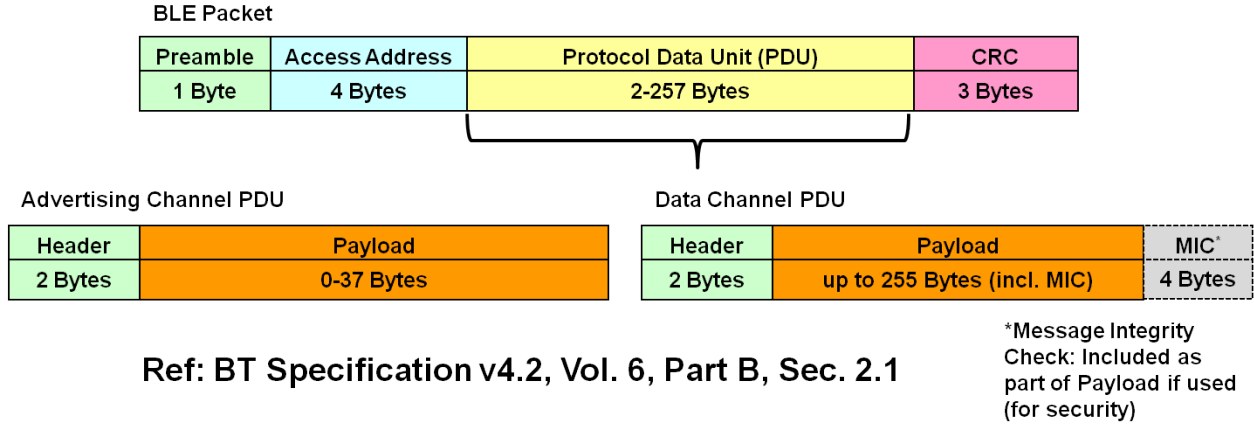 BLE Packet
Preamble Access Address Protocol Data Unit (PDU) CRC
1 Byte 4 Bytes 2-257 Bytes 3 Bytes
Advertising Channel PDU Data Channel PDU
Header Payload Header Payload MIC*
2 Bytes 0-37 Bytes 2 Bytes up to 255 Bytes (incl. MIC) 4 Bytes
*Message Integrity
Check: Included as
part of Payload if used
(for security)
Ref: BT Specification v4.2, Vol. 6, Part B, Sec. 2.1